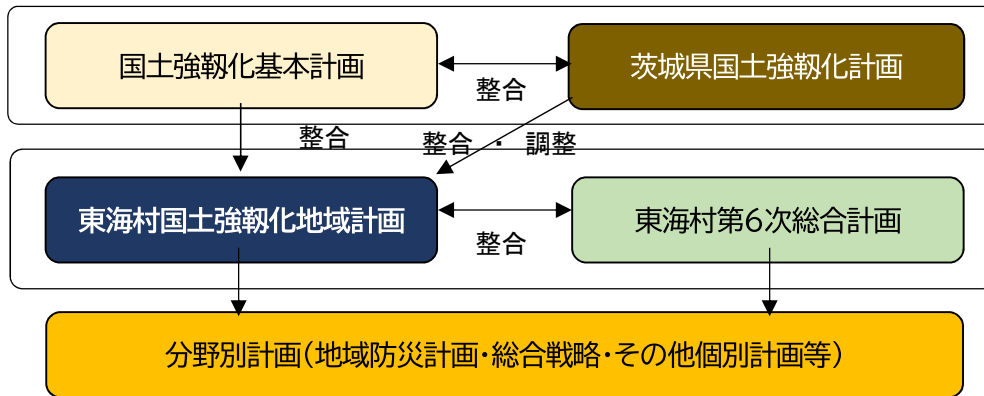 国土強靱化基本計画
茨城県国土強靱化計画
整合
整合
整合 ・ 調整
東海村国土強靱化地域計画
東海村第6次総合計画
整合
分野別計画(地域防災計画・総合戦略・その他個別計画等)